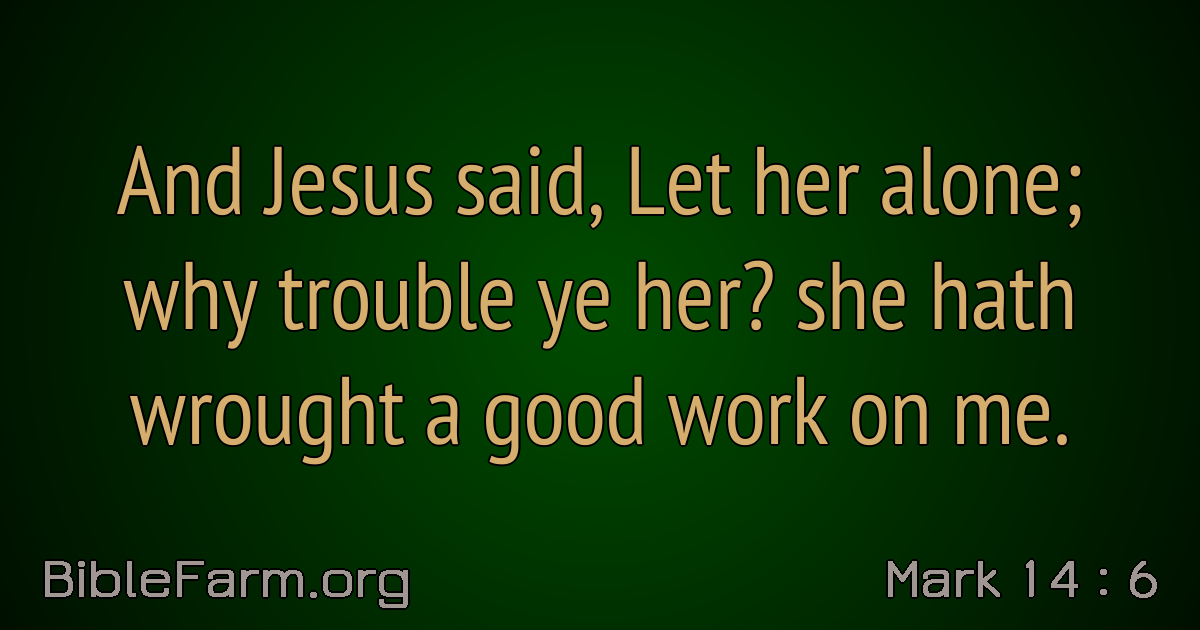 And Jesus said, Let her alone;
why trouble ye her? she hath
wrought a good work on me.
BibleFarm.org
Mark 14 : 6